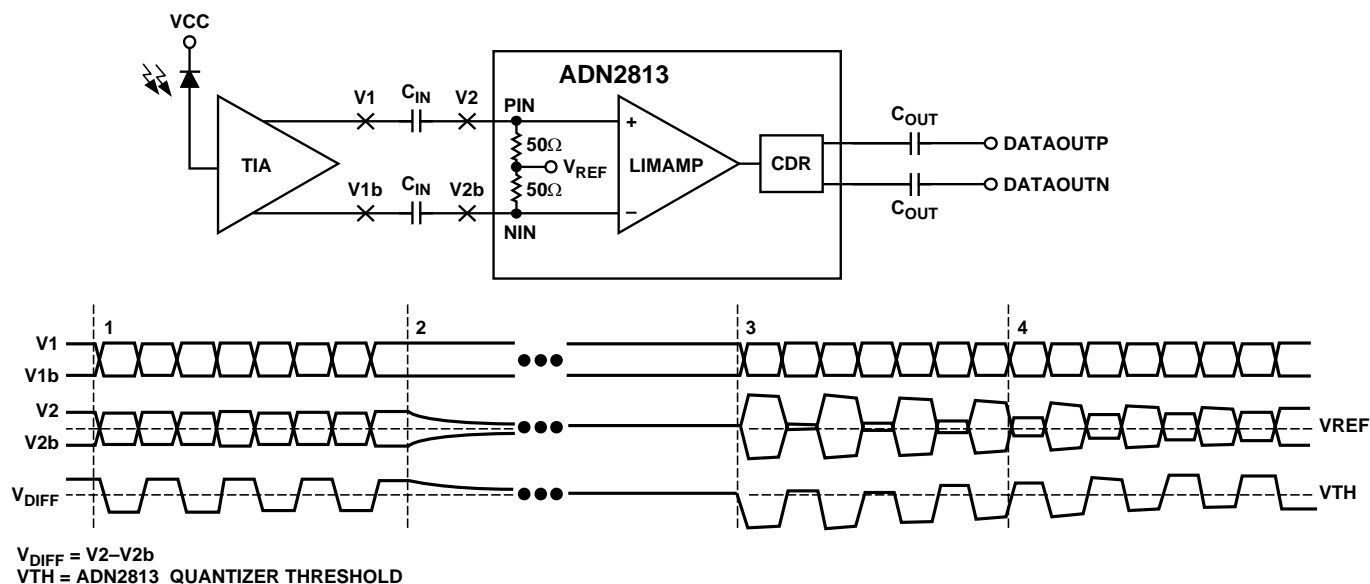 VCC
ADN2813
V1
C_IN
V2
PIN
C_OUT
50Ω
+
TIA
V_REF
LIMAMP
CDR
DATAOUTP
50Ω
V1b
C_IN
V2b
−
DATAOUTN
NIN
C_OUT
1
2
3
4
V1
V1b
V2
VREF
V2b
V_DIFF
VTH
V_DIFF = V2–V2b
VTH = ADN2813 QUANTIZER THRESHOLD